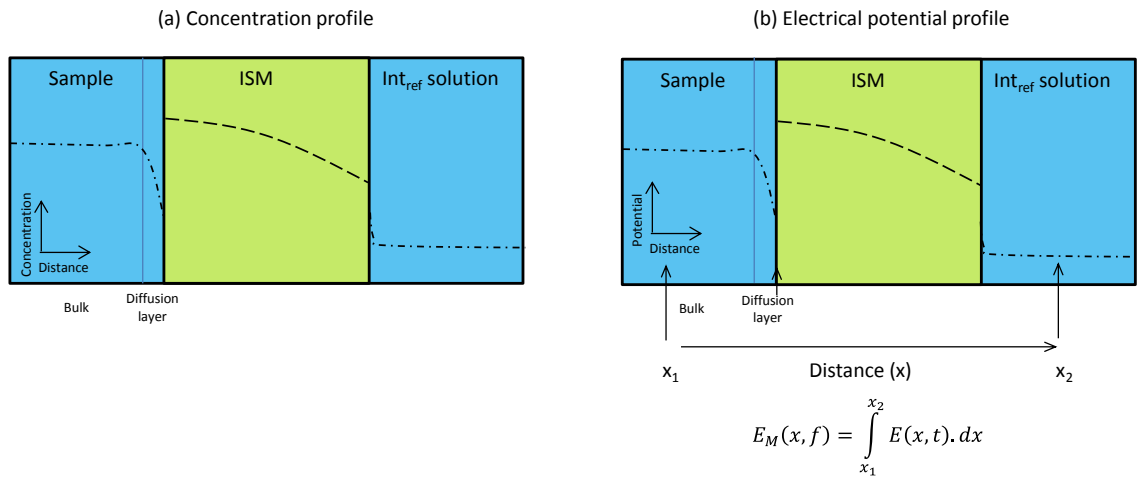 (a) Concentration profile
Sample
ISM
Int_ref solution
Concentration
Distance
Bulk
Diffusion
layer
(b) Electrical potential profile
Sample
ISM
Int_ref solution
Potential
Distance
Bulk
Diffusion
layer
x₁
Distance (x)
x₂
E_M(x, f) = ∫_{x₁}^{x₂} E(x, t). dx